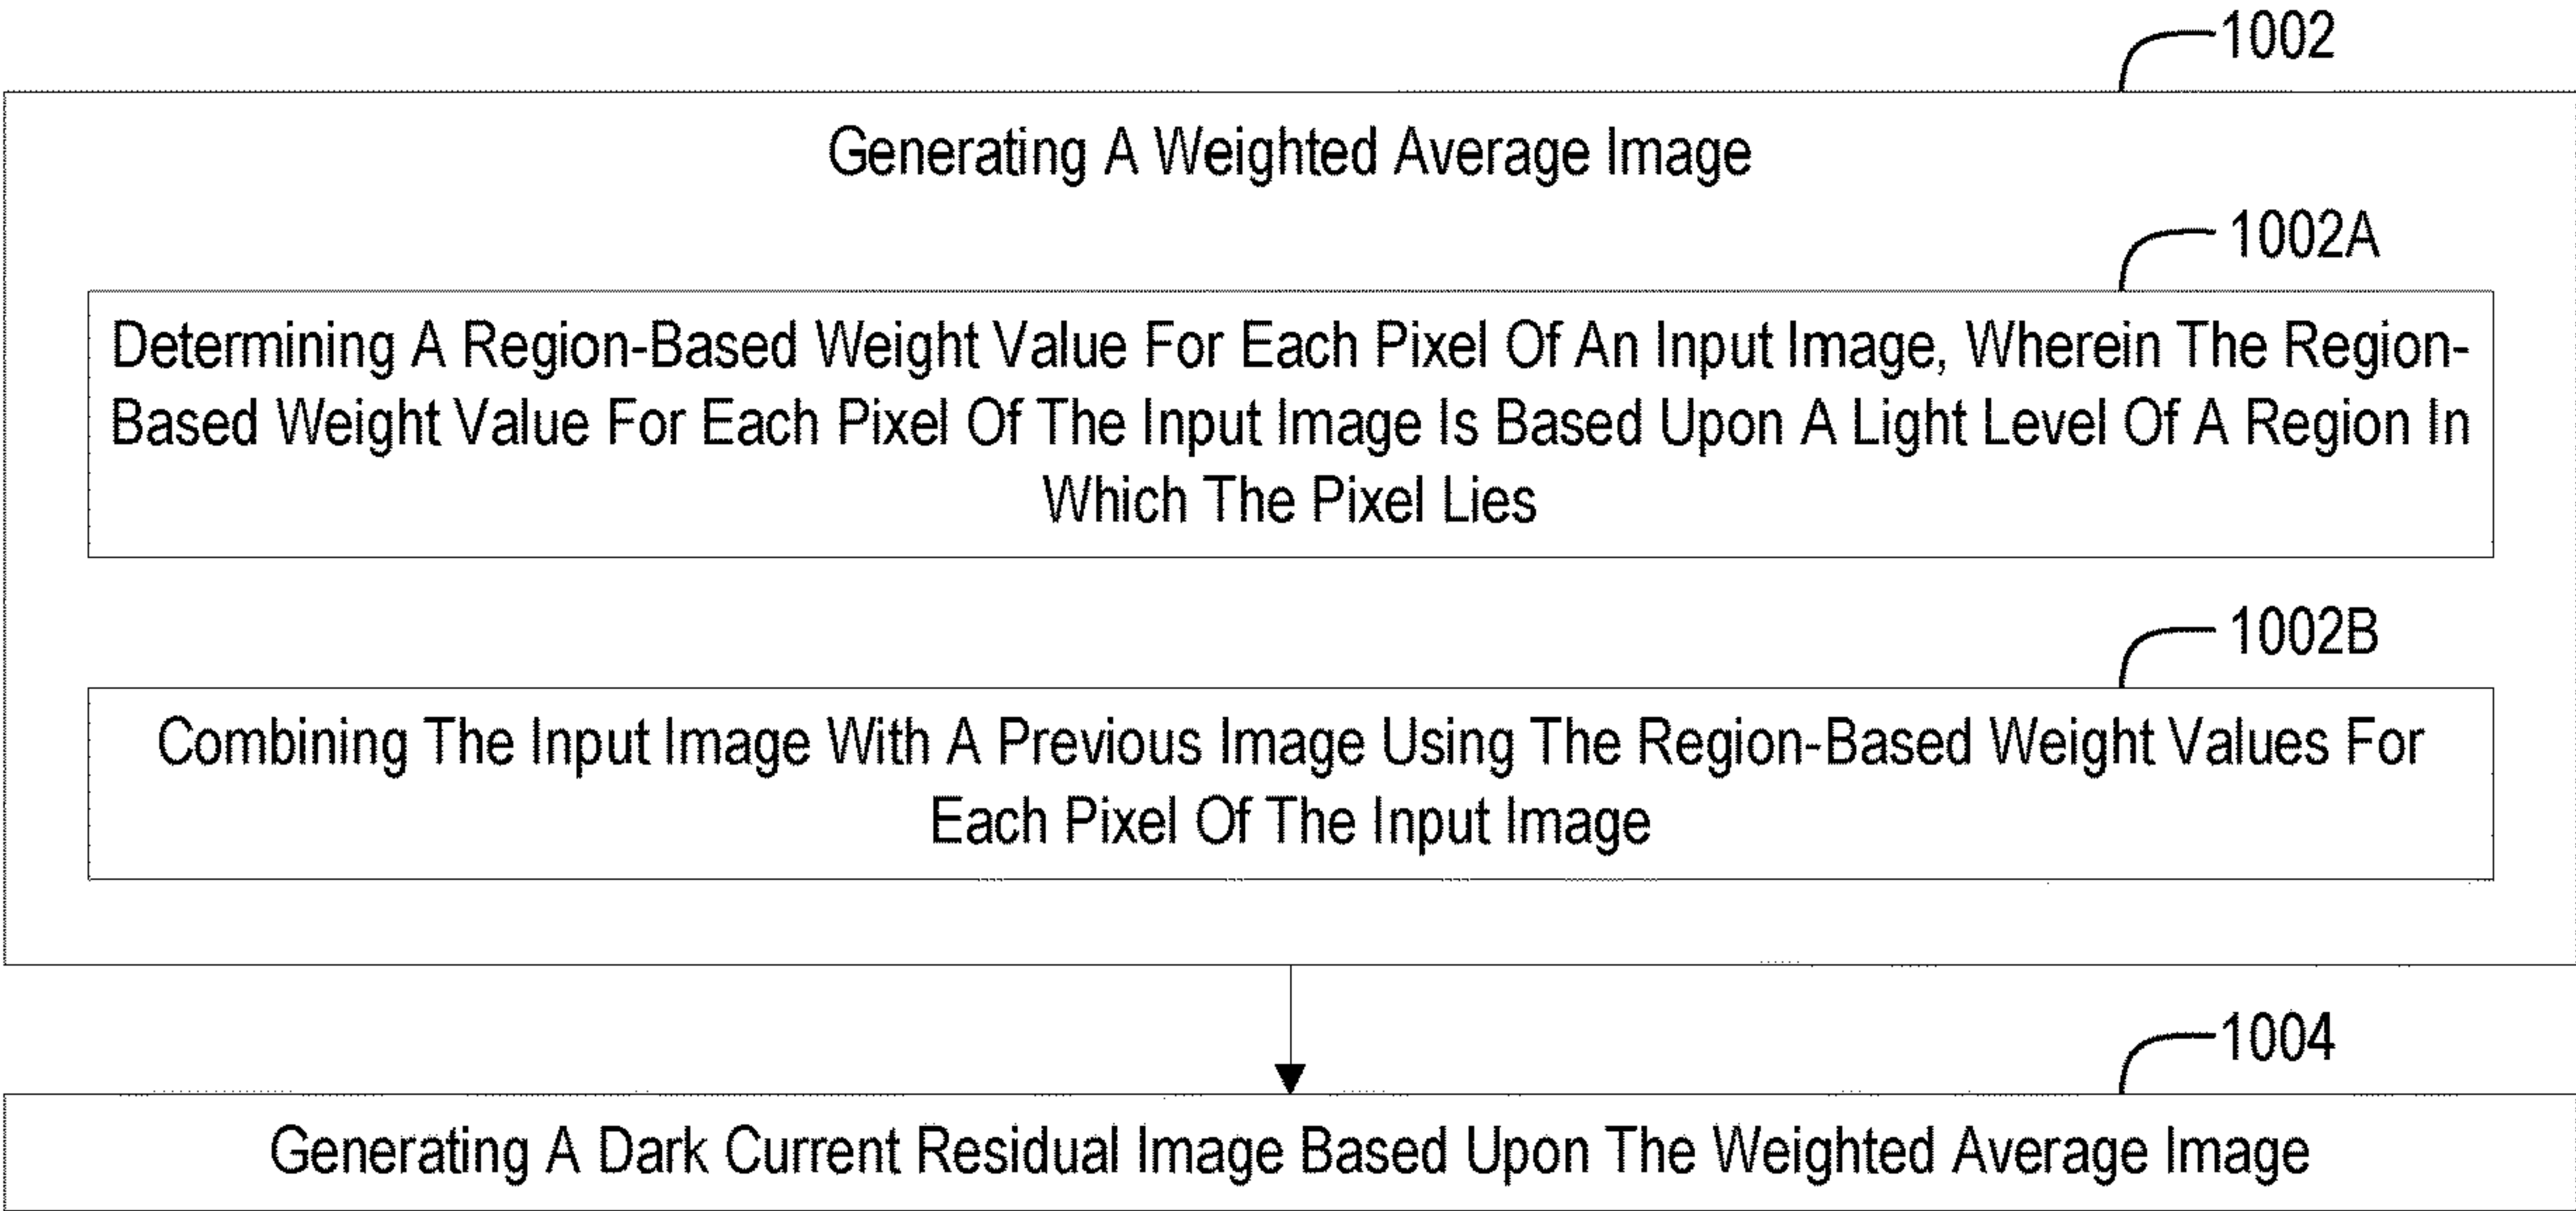 1002
Generating A Weighted Average Image
1002A
Determining A Region-Based Weight Value For Each Pixel Of An Input Image, Wherein The Region-
Based Weight Value For Each Pixel Of The Input Image Is Based Upon A Light Level Of A Region In
Which The Pixel Lies
1002B
Combining The Input Image With A Previous Image Using The Region-Based Weight Values For
Each Pixel Of The Input Image
1004
Generating A Dark Current Residual Image Based Upon The Weighted Average Image